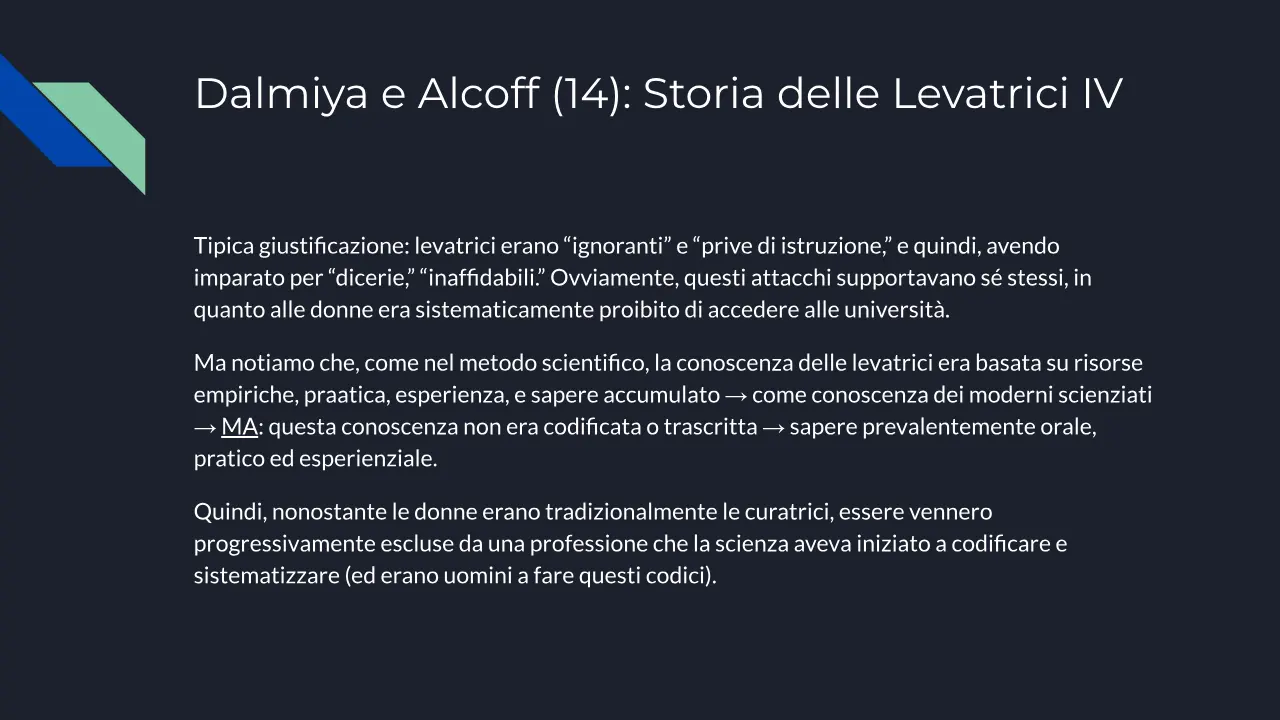 Dalmiya e Alcoff (14): Storia delle Levatrici IV
Tipica giustificazione: levatrici erano “ignoranti” e “prive di istruzione,” e quindi, avendo
imparato per “dicerie,” “inaffidabili.” Ovviamente, questi attacchi supportavano sé stessi, in
quanto alle donne era sistematicamente proibito di accedere alle università.
Ma notiamo che, come nel metodo scientifico, la conoscenza delle levatrici era basata su risorse
empiriche, praatica, esperienza, e sapere accumulato → come conoscenza dei moderni scienziati
→ MA: questa conoscenza non era codificata o trascritta → sapere prevalentemente orale,
pratico ed esperienziale.
Quindi, nonostante le donne erano tradizionalmente le curatrici, essere vennero
progressivamente escluse da una professione che la scienza aveva iniziato a codificare e
sistematizzare (ed erano uomini a fare questi codici).